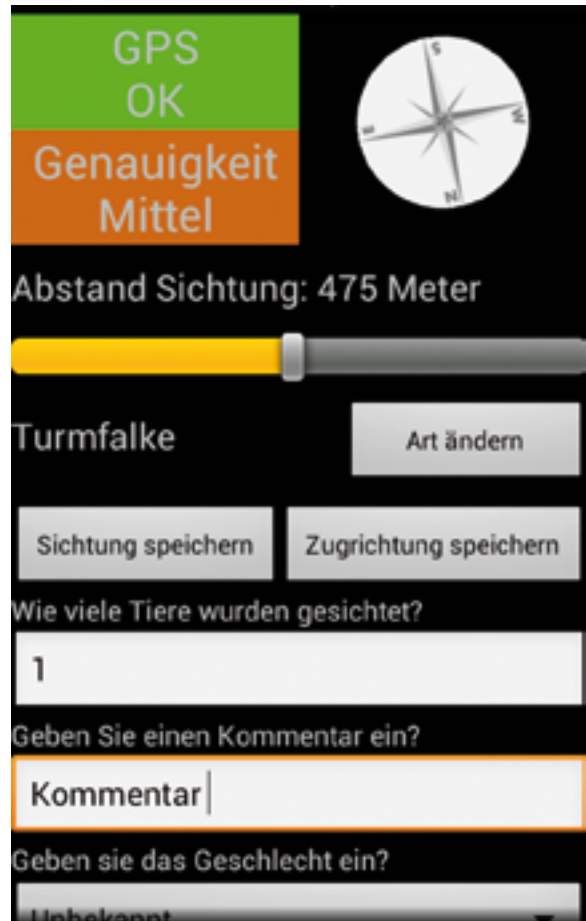 GPS
OK
Genauigkeit
Mittel
S
W
E
N
Abstand Sichtung: 475 Meter
Turmfalke
Art ändern
Sichtung speichern
Zugrichtung speichern
Wie viele Tiere wurden gesichtet?
1
Geben Sie einen Kommentar ein?
Kommentar
Geben sie das Geschlecht ein?
Unbekannt